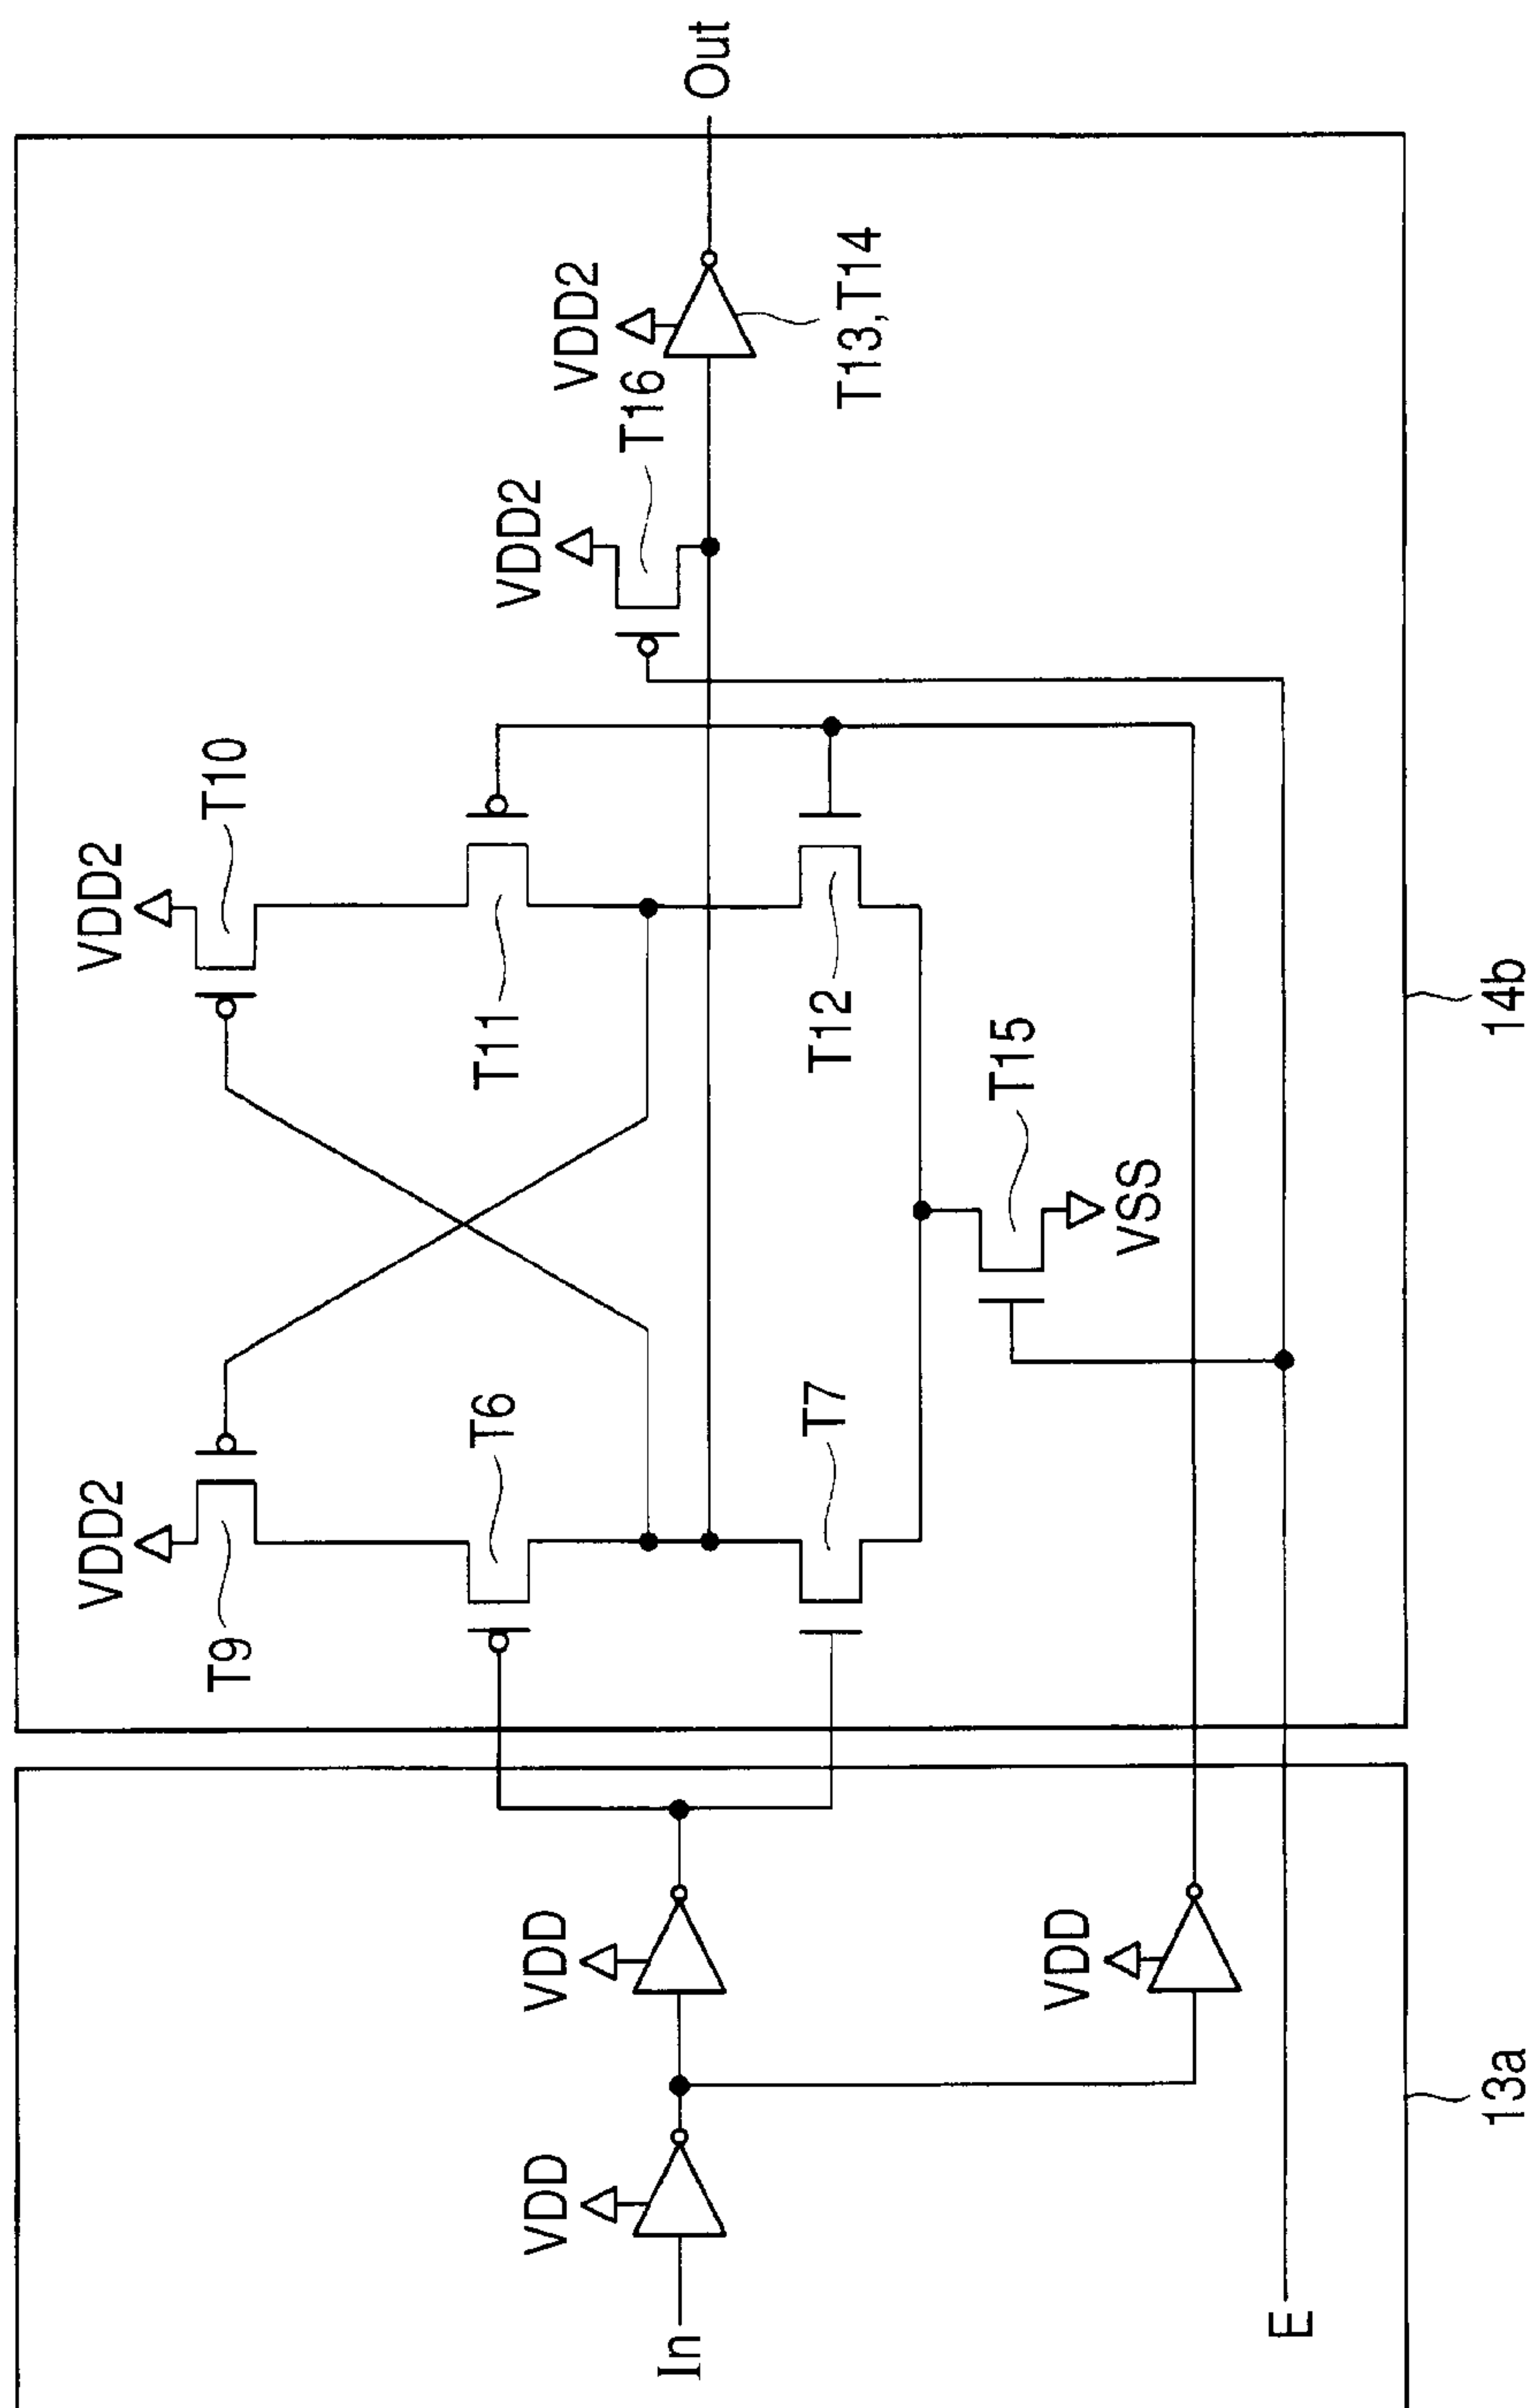 VDD2
T10
VDD2
T9
T6
T11
VDD2
T16
VDD2
Out
T13,T14
T7
T12
T15
VSS
VDD
VDD
In
VDD
E
13a
14b